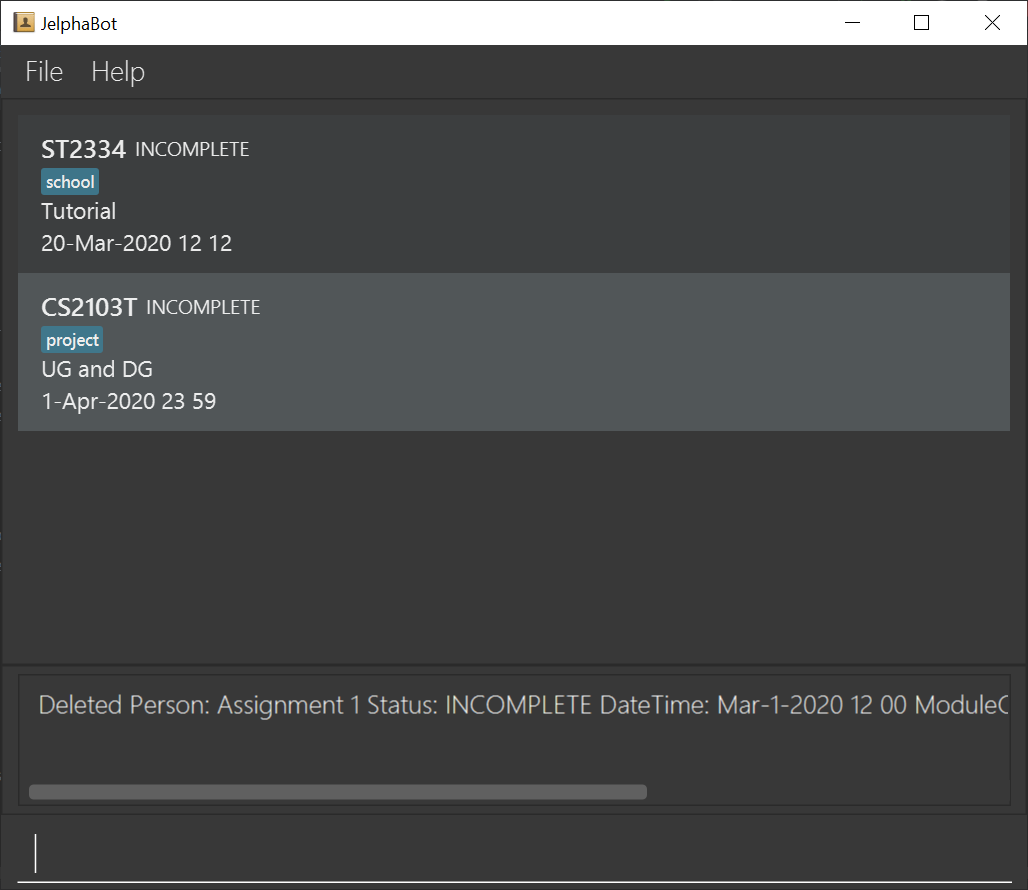 JelphaBot
File Help
ST2334 INCOMPLETE
school
Tutorial
20-Mar-2020 12 12
CS2103T INCOMPLETE
project
UG and DG
1-Apr-2020 23 59
Deleted Person: Assignment 1 Status: INCOMPLETE DateTime: Mar-1-2020 12 00